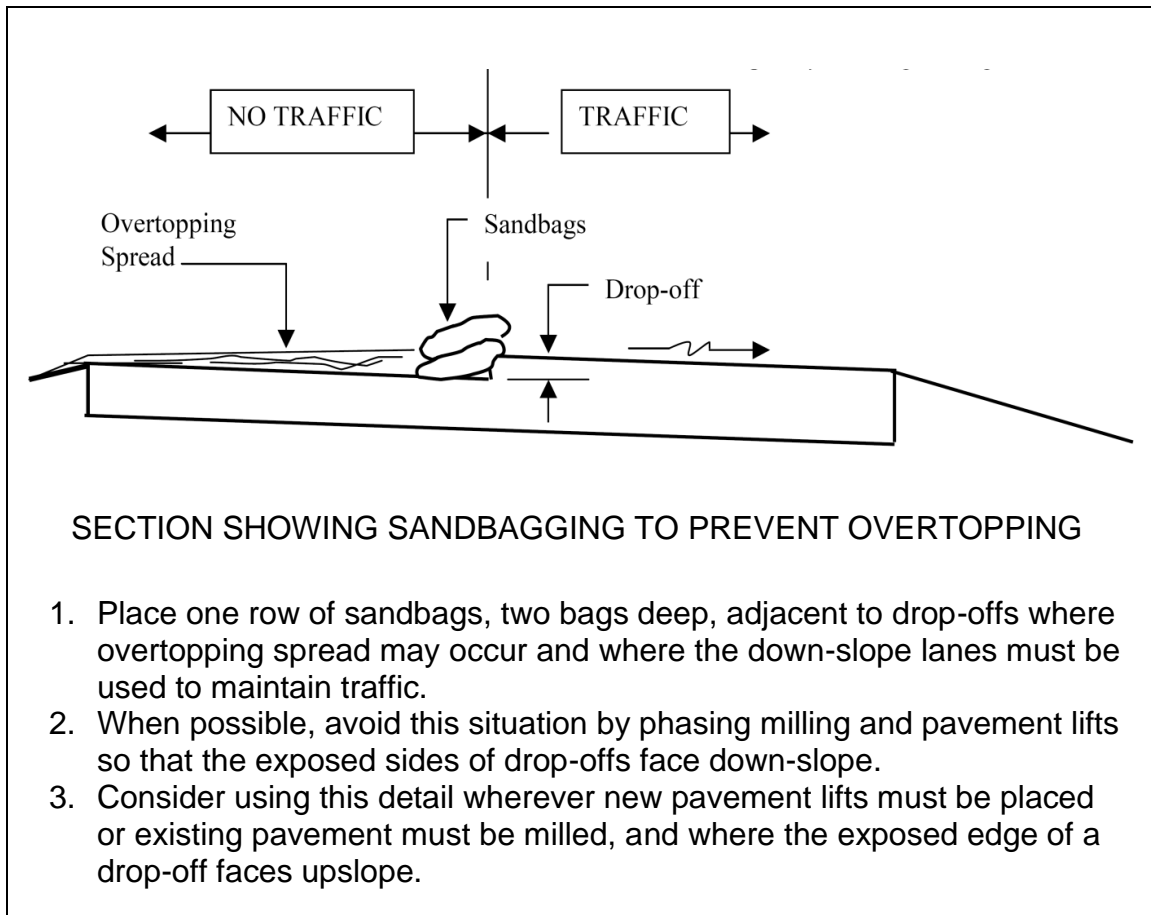 NO TRAFFIC
TRAFFIC
Overtopping
Spread
Sandbags
Drop-off
SECTION SHOWING SANDBAGGING TO PREVENT OVERTOPPING
1. Place one row of sandbags, two bags deep, adjacent to drop-offs where
overtopping spread may occur and where the down-slope lanes must be
used to maintain traffic.
2. When possible, avoid this situation by phasing milling and pavement lifts
so that the exposed sides of drop-offs face down-slope.
3. Consider using this detail wherever new pavement lifts must be placed
or existing pavement must be milled, and where the exposed edge of a
drop-off faces upslope.